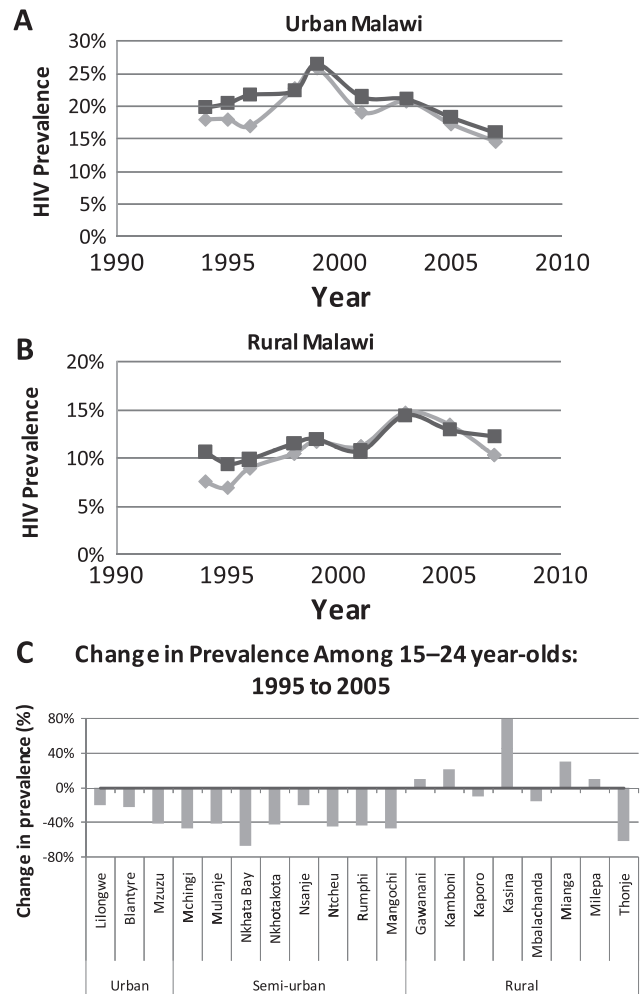 A
Urban Malawi
30%
25%
20%
15%
10%
5%
0%
HIV Prevalence
1990 1995 2000 2005 2010
Year
B
Rural Malawi
20%
15%
10%
5%
0%
HIV Prevalence
1990 1995 2000 2005 2010
Year
C Change in Prevalence Among 15–24 year-olds:
1995 to 2005
80%
40%
0%
-40%
-80%
Change in prevalence (%)
Lilongwe
Blantyre
Mzuzu
Mchingi
Mulanje
Nkhata Bay
Nkhotakota
Nsanje
Ntcheu
Rumphi
Mangochi
Gawanani
Kamboni
Kaporo
Kasina
Mbalachanda
Mianga
Milepa
Thonje
Urban Semi-urban Rural